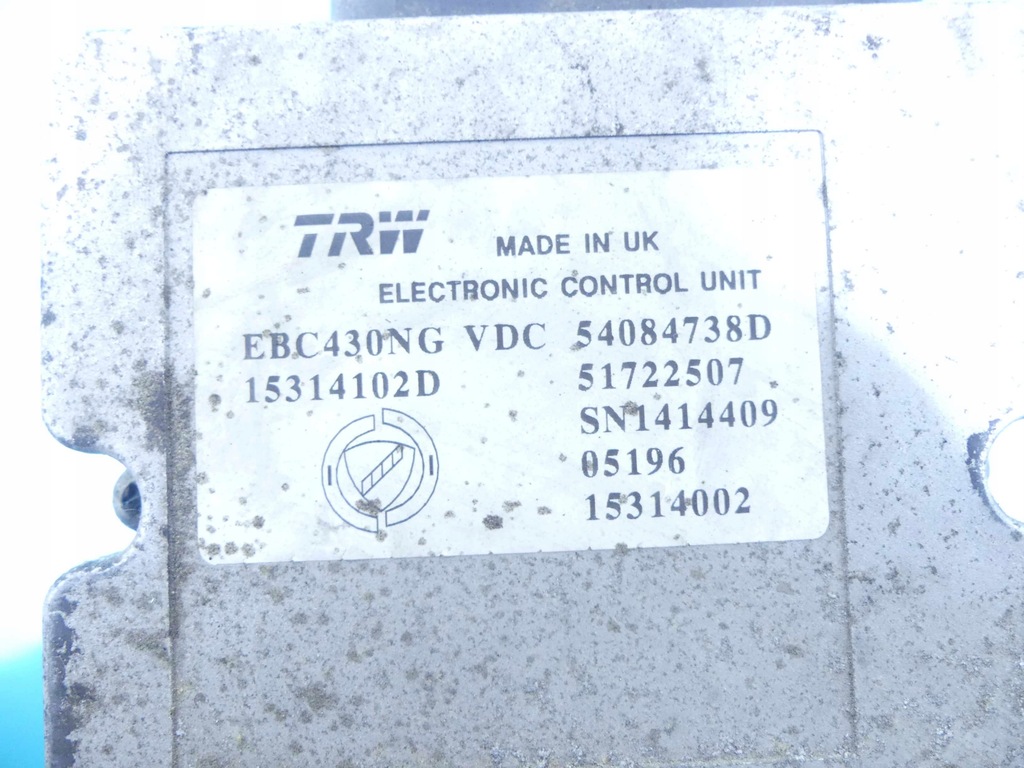 TRW MADE IN UK
ELECTRONIC CONTROL UNIT
EBC430NG VDC 54084738D
15314102D 51722507
SN1414409
05196
15314002